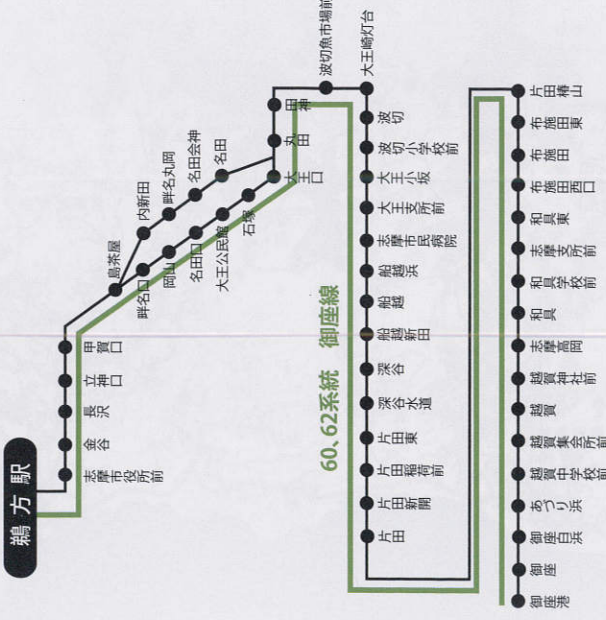 鵜方駅
志摩市役所前
金谷
長沢
立神口
甲賀口
鳥茶屋
内新田
畔名丸岡
名田会神
名田
畔名口
岡山
名田口
大王公民館
石塚
大王口
丸田
田神
波切魚市場前
大王崎灯台
波切
波切小学校前
大王小坂
大王支所前
志摩市民病院
船越浜
船越
船越新田
深谷
深谷水道
片田東
片田稲荷前
片田新開
片田
60、62系統 御座線
片田椿山
布施田東
布施田
布施田西口
和具東
志摩支所前
和具学校前
和具
志摩高岡
越賀神社前
越賀
越賀集会所前
越賀中学校前
あづり浜
御座白浜
御座
御座港